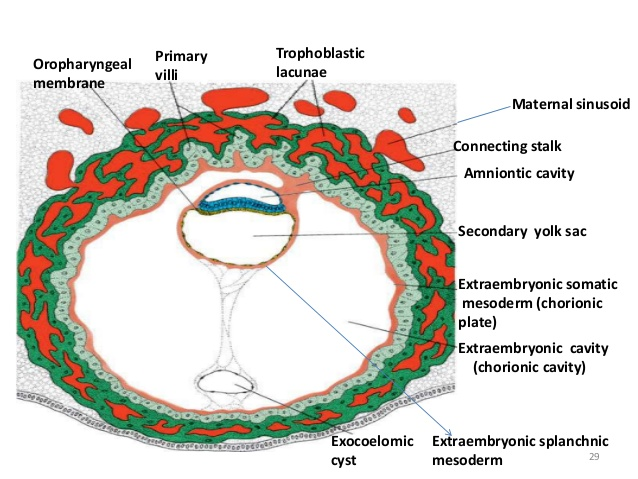 Oropharyngeal
membrane
Primary
villi
Trophoblastic
lacunae
Maternal sinusoid
Connecting stalk
Amniontic cavity
Secondary yolk sac
Extraembryonic somatic
mesoderm (chorionic
plate)
Extraembryonic cavity
(chorionic cavity)
Exocoelomic
cyst
Extraembryonic splanchnic
mesoderm
29